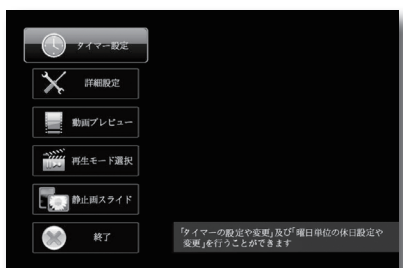 タイマー設定
詳細設定
動画プレビュー
再生モード選択
静止画スライド
終了
「タイマーの設定や変更」及び「曜日単位の休日設定や
変更」を行うことができます